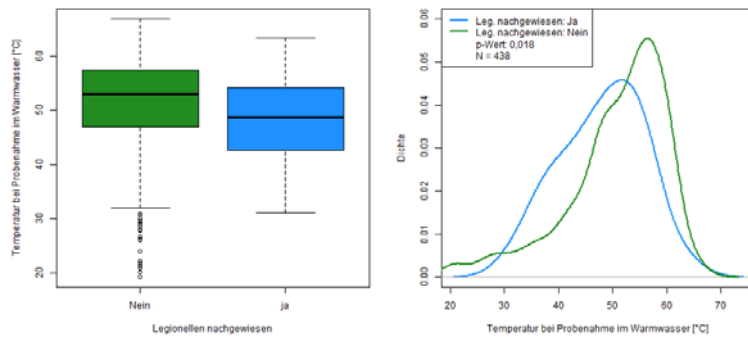 Temperatur bei Probenahme im Warmwasser [°C]
60
50
40
30
20
Nein
ja
Legionellen nachgewiesen
Leg. nachgewiesen: Ja
Leg. nachgewiesen: Nein
p-Wert: 0,018
N = 438
Dichte
0.06
0.05
0.04
0.03
0.02
0.01
0.00
20
30
40
50
60
70
Temperatur bei Probenahme im Warmwasser [°C]